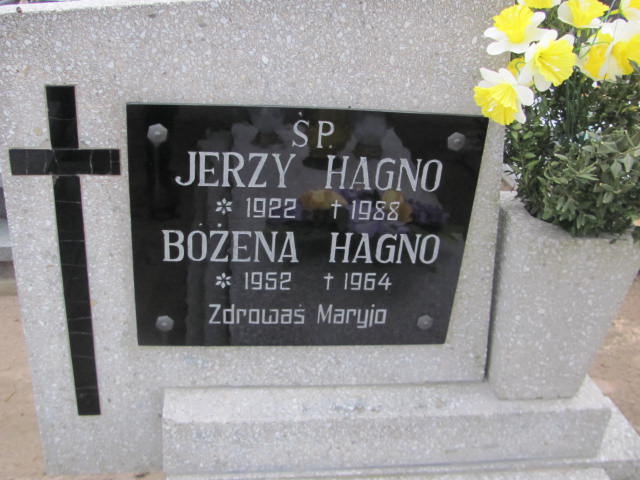 ŚP.
JERZY HAGNO
* 1922 † 1988
BOŻENA HAGNO
* 1952 † 1964
Zdrowaś Maryjo